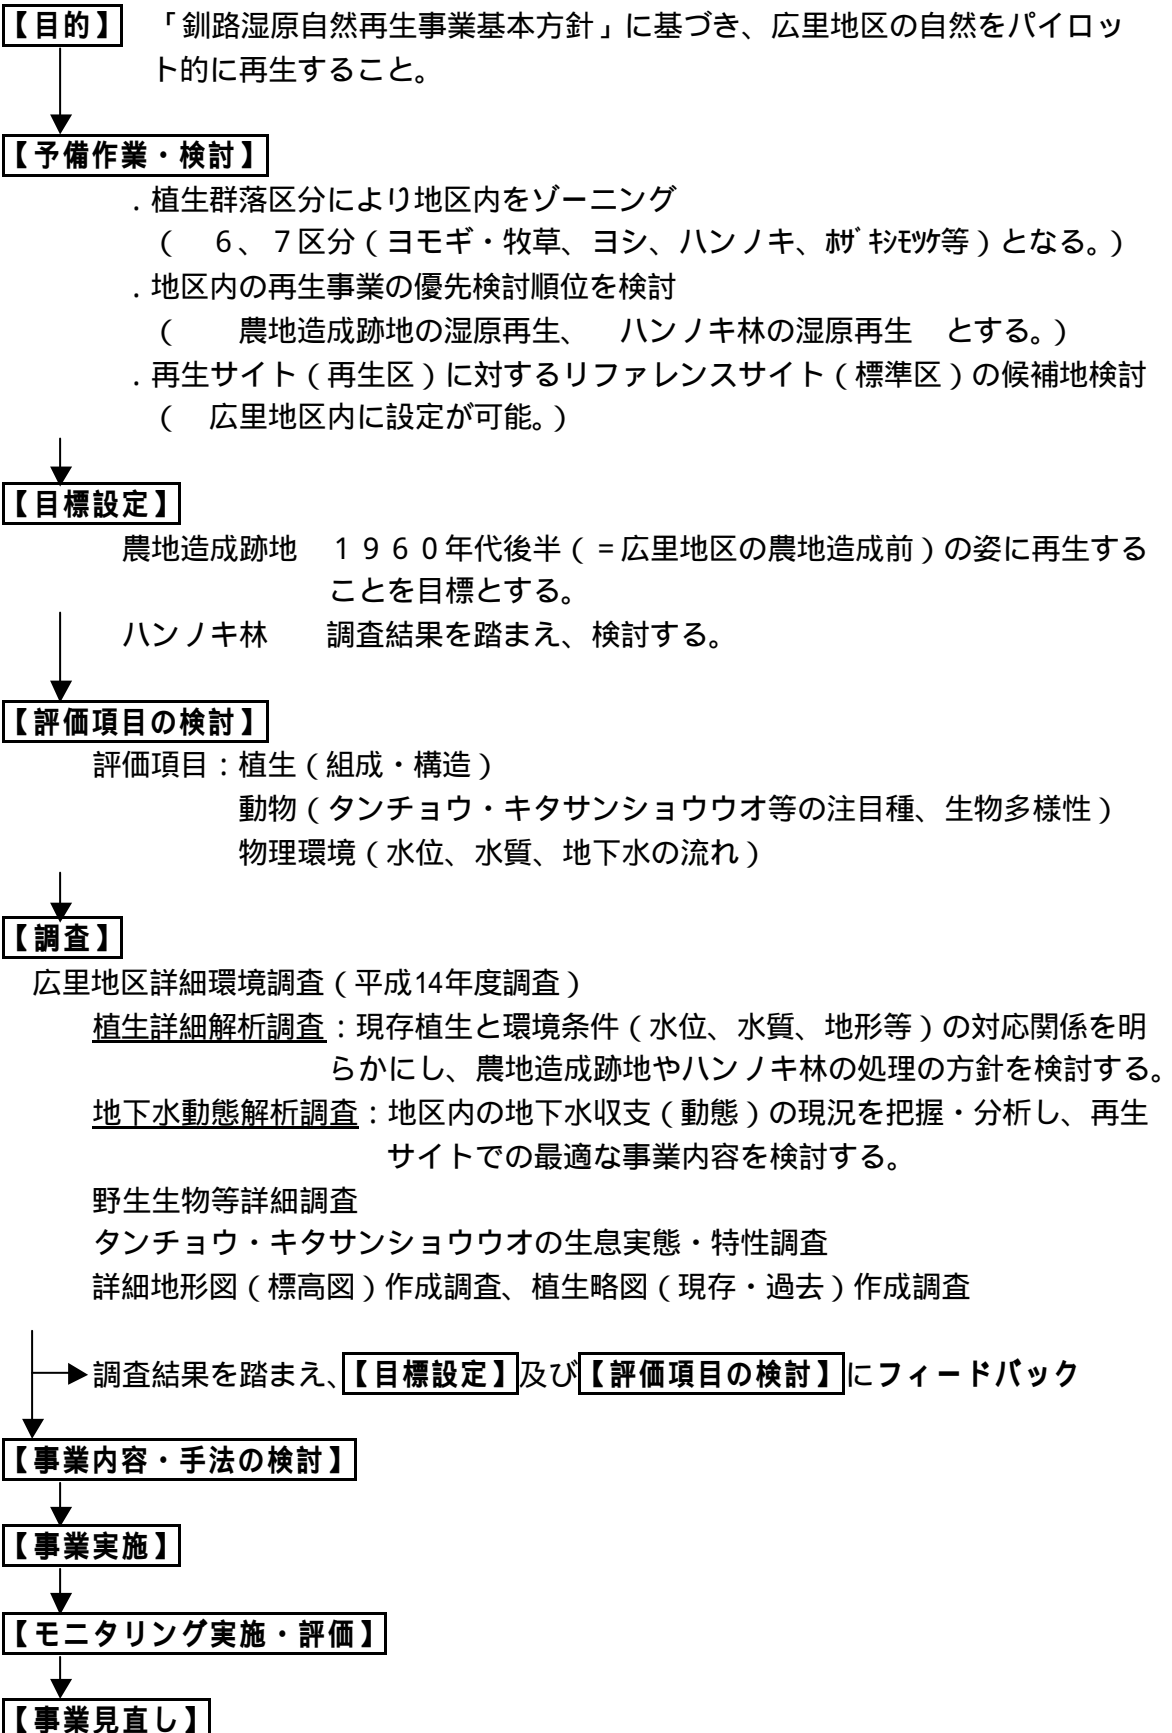 【目的】　「釧路湿原自然再生事業基本方針」に基づき、広里地区の自然をパイロッ
ト的に再生すること。
【予備作業・検討】
．植生群落区分により地区内をゾーニング
（　６、７区分（ヨモギ・牧草、ヨシ、ハンノキ、ﾎｻﾞｷｼﾓﾂｹ等）となる。）
．地区内の再生事業の優先検討順位を検討
（　　農地造成跡地の湿原再生、　ハンノキ林の湿原再生　とする。）
．再生サイト（再生区）に対するリファレンスサイト（標準区）の候補地検討
（　広里地区内に設定が可能。）
【目標設定】
農地造成跡地　１９６０年代後半（＝広里地区の農地造成前）の姿に再生する
ことを目標とする。
ハンノキ林　　調査結果を踏まえ、検討する。
【評価項目の検討】
評価項目：植生（組成・構造）
動物（タンチョウ・キタサンショウウオ等の注目種、生物多様性）
物理環境（水位、水質、地下水の流れ）
【調査】
広里地区詳細環境調査（平成14年度調査）
植生詳細解析調査：現存植生と環境条件（水位、水質、地形等）の対応関係を明
らかにし、農地造成跡地やハンノキ林の処理の方針を検討する。
地下水動態解析調査：地区内の地下水収支（動態）の現況を把握・分析し、再生
サイトでの最適な事業内容を検討する。
野生生物等詳細調査
タンチョウ・キタサンショウウオの生息実態・特性調査
詳細地形図（標高図）作成調査、植生略図（現存・過去）作成調査
調査結果を踏まえ、【目標設定】及び【評価項目の検討】にフィードバック
【事業内容・手法の検討】
【事業実施】
【モニタリング実施・評価】
【事業見直し】